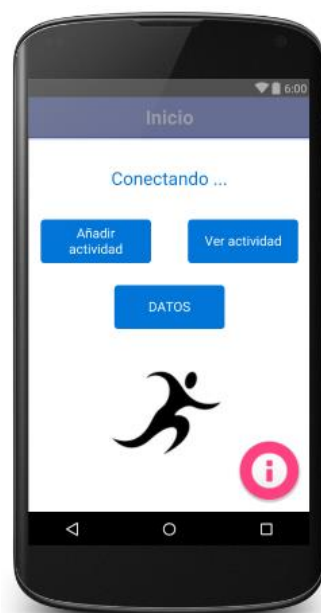 6:00
Inicio
Conectando ...
Añadir
actividad
Ver actividad
DATOS